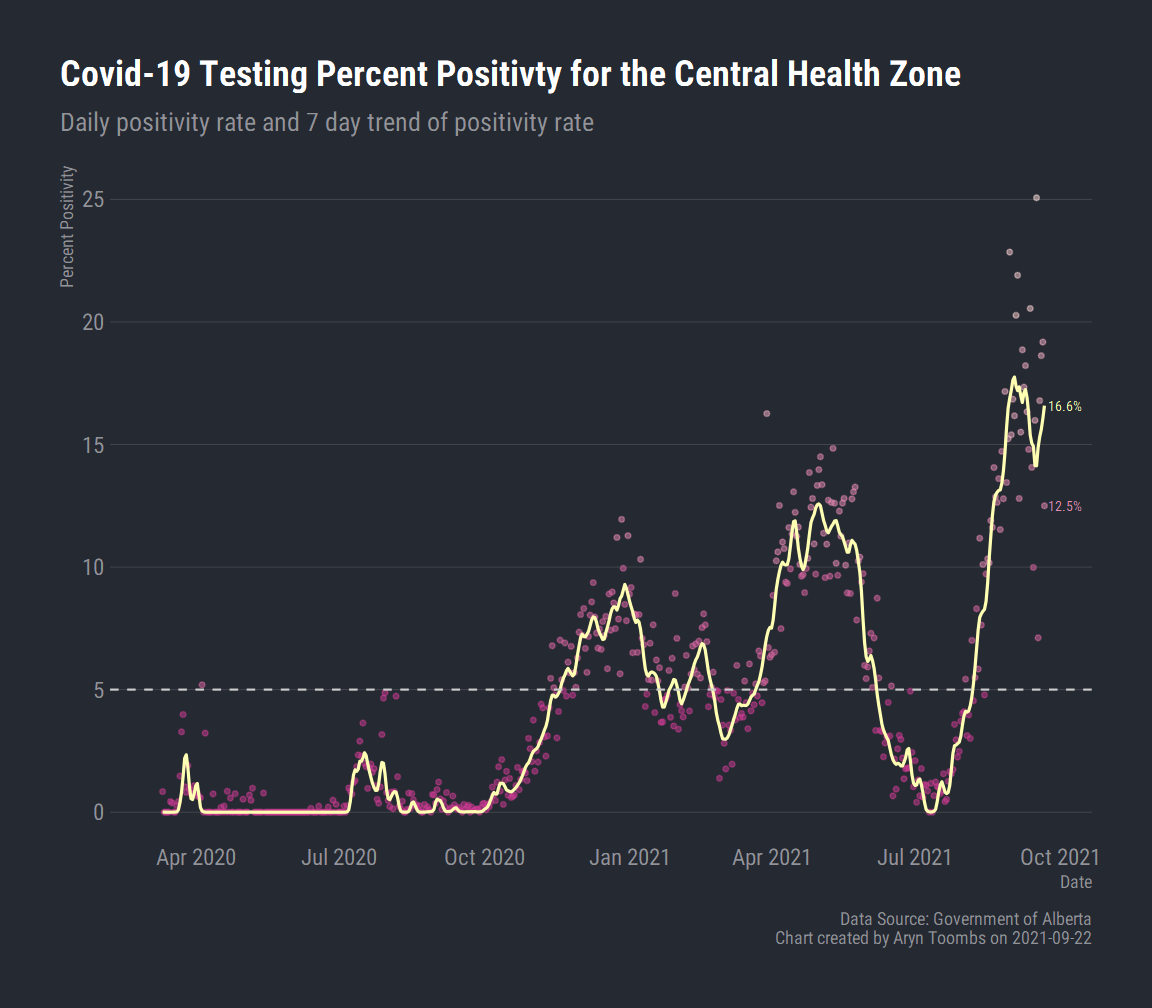 Covid-19 Testing Percent Positivty for the Central Health Zone
Daily positivity rate and 7 day trend of positivity rate
Percent Positivity
25
20
15
10
5
0
16.6%
12.5%
Apr 2020
Jul 2020
Oct 2020
Jan 2021
Apr 2021
Jul 2021
Oct 2021
Date
Data Source: Government of Alberta
Chart created by Aryn Toombs on 2021-09-22